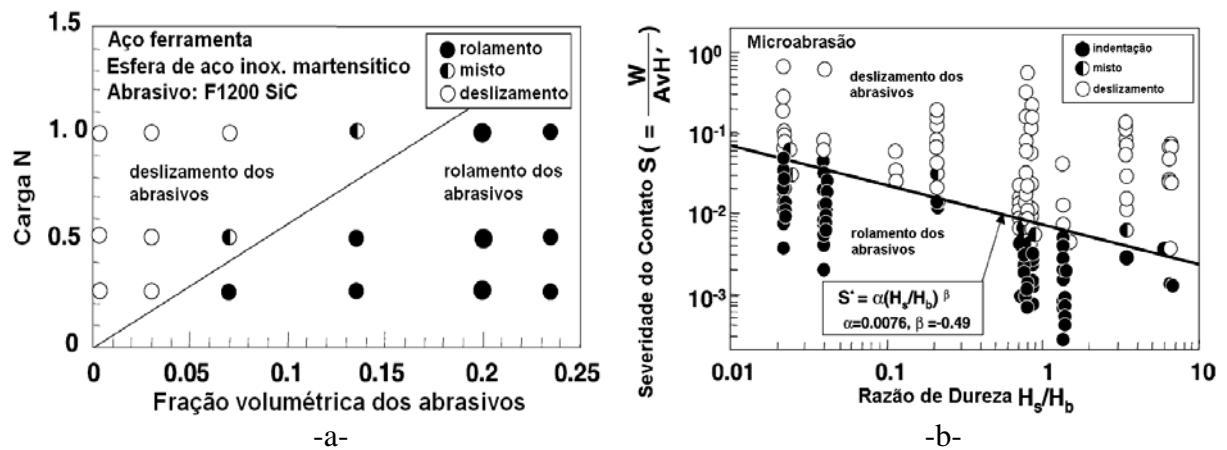 1.5
1.0
0.5
0
Carga N
Aço ferramenta
Esfera de aço inox. martensítico
Abrasivo: F1200 SiC
rolamento
misto
deslizamento
deslizamento dos
abrasivos
rolamento dos
abrasivos
0 0.05 0.1 0.15 0.2 0.25
Fração volumétrica dos abrasivos
-a-
Severidade do Contato S ( = W / AvH' )
10⁰
10⁻¹
10⁻²
10⁻³
Microabrasão
indentação
misto
deslizamento
deslizamento dos
abrasivos
rolamento dos
abrasivos
S* = α(Hs/Hb) β
α=0.0076, β =-0.49
0.01 0.1 1 10
Razão de Dureza Hs/Hb
-b-